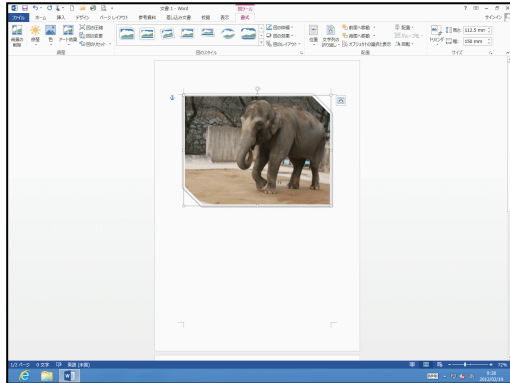 文書 1 - Word
図ツール
ファイル ホーム 挿入 デザイン ページ レイアウト 参考資料 差し込み文書 校閲 表示 書式 サインイン
背景の削除 修整 色 アート効果
図の圧縮
図の変更
図のリセット
図の枠線
図の効果
図のレイアウト
位置 文字列の折り返し
前面へ移動
背面へ移動
オブジェクトの選択と表示
配置
グループ化
回転
トリミング
高さ: 112.5 mm
幅: 150 mm
調整 図のスタイル 配置 サイズ
1/2 ページ 0 文字 英語 (米国) 72%
9:28
2013/02/19